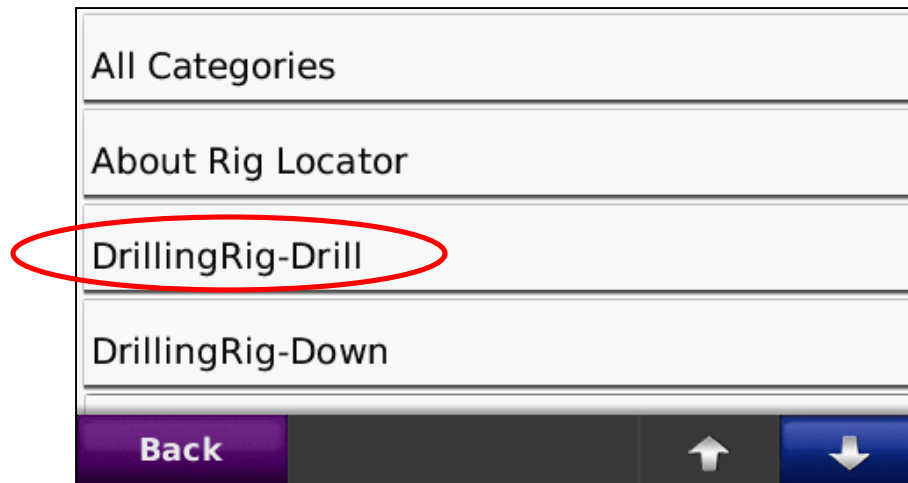 All Categories
About Rig Locator
DrillingRig-Drill
DrillingRig-Down
Back